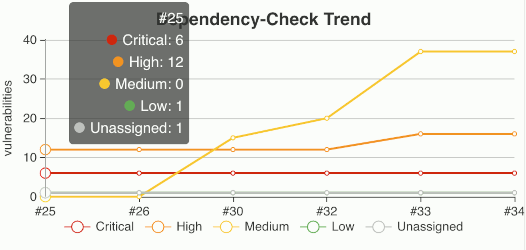 Dependency-Check Trend
#25
Critical: 6
High: 12
Medium: 0
Low: 1
Unassigned: 1
vulnerabilities
40
30
20
10
0
#25 #26 #30 #32 #33 #34
Critical High Medium Low Unassigned